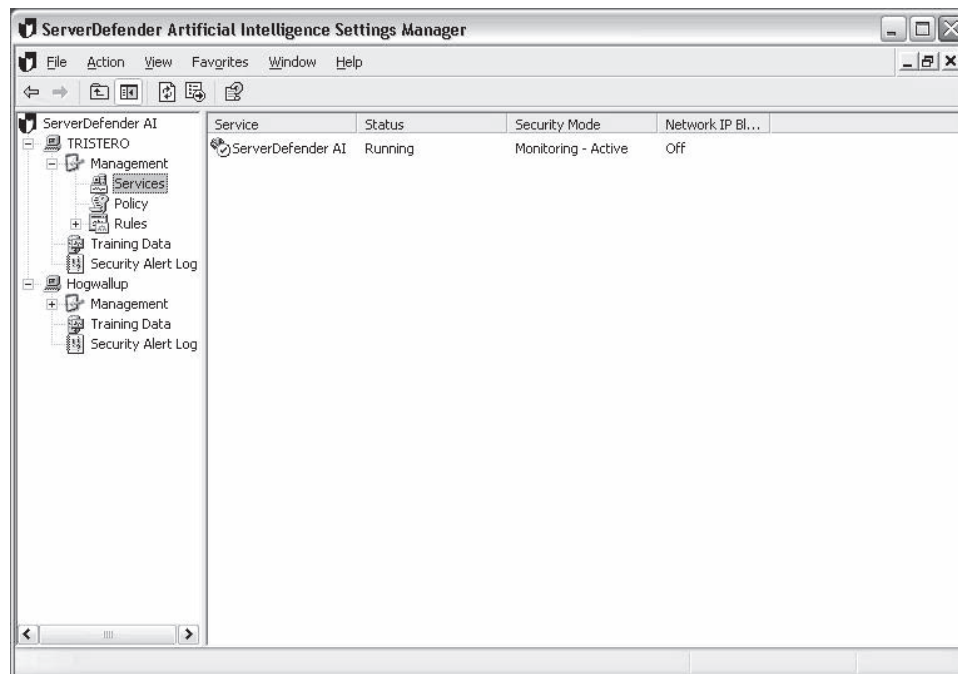 ServerDefender Artificial Intelligence Settings Manager
File Action View Favorites Window Help
ServerDefender AI
TRISTERO
Management
Services
Policy
Rules
Training Data
Security Alert Log
Hogwallup
Management
Training Data
Security Alert Log
Service Status Security Mode Network IP Bl...
ServerDefender AI Running Monitoring - Active Off